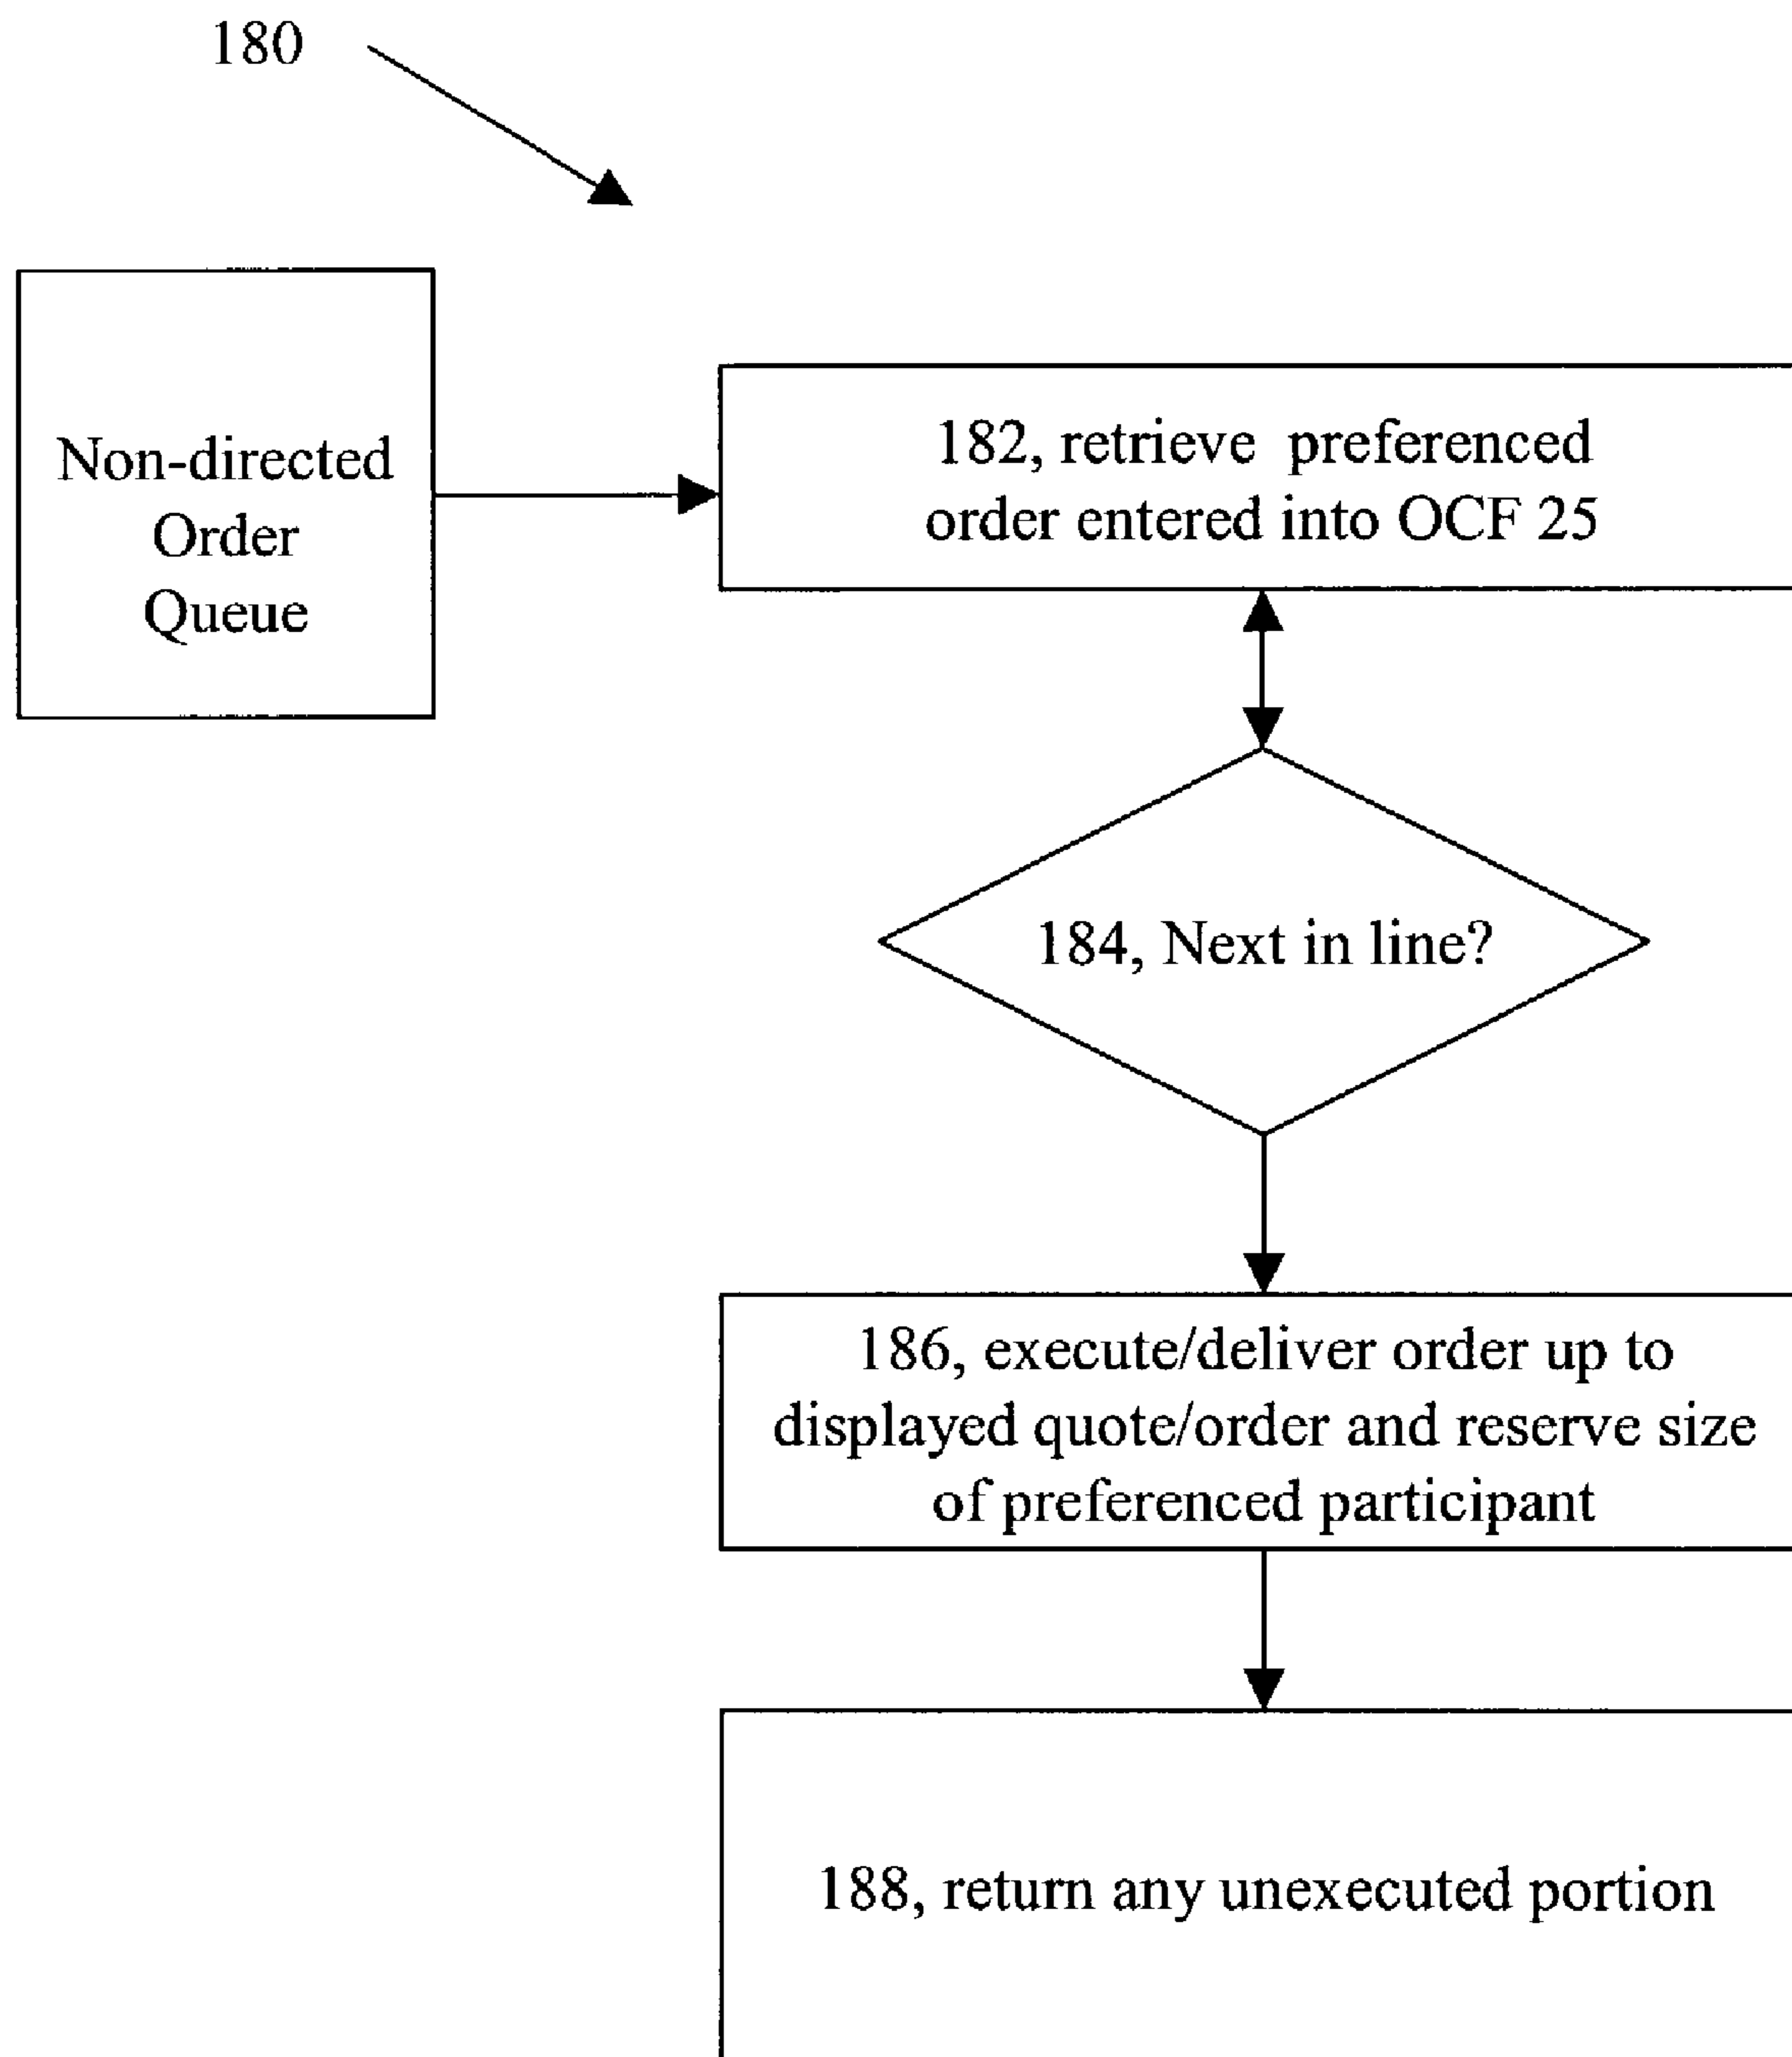 180
Non-directed
Order
Queue
182, retrieve preferenced
order entered into OCF 25
184, Next in line?
186, execute/deliver order up to
displayed quote/order and reserve size
of preferenced participant
188, return any unexecuted portion